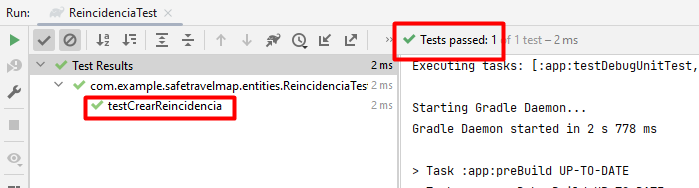 Run: ReincidenciaTest
Tests passed: 1 of 1 test – 2 ms
Test Results 2 ms
com.example.safetravelmap.entities.ReincidenciaTest 2 ms
testCrearReincidencia 2 ms
Executing tasks: [:app:testDebugUnitTest,
Starting Gradle Daemon...
Gradle Daemon started in 2 s 778 ms
> Task :app:preBuild UP-TO-DATE